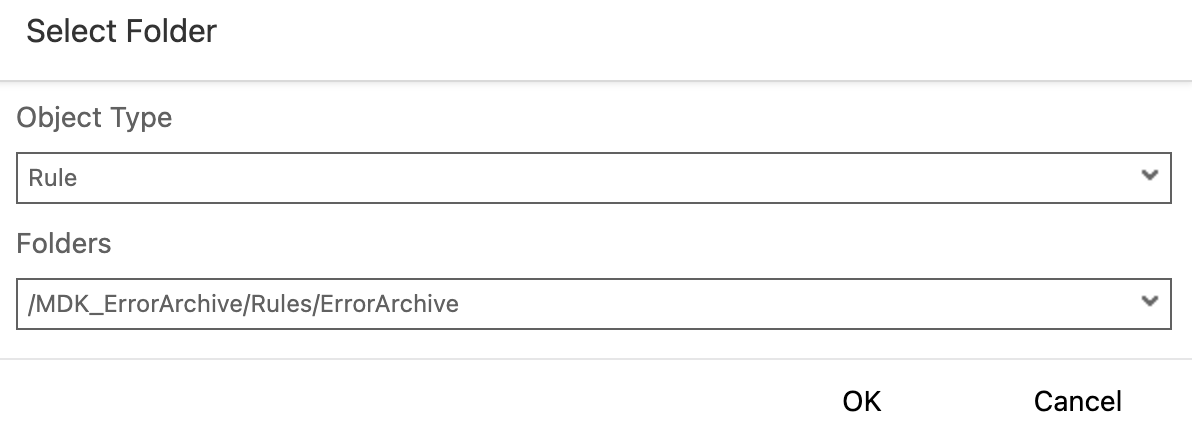 Select Folder
Object Type
Rule
Folders
/MDK_ErrorArchive/Rules/ErrorArchive
OK Cancel